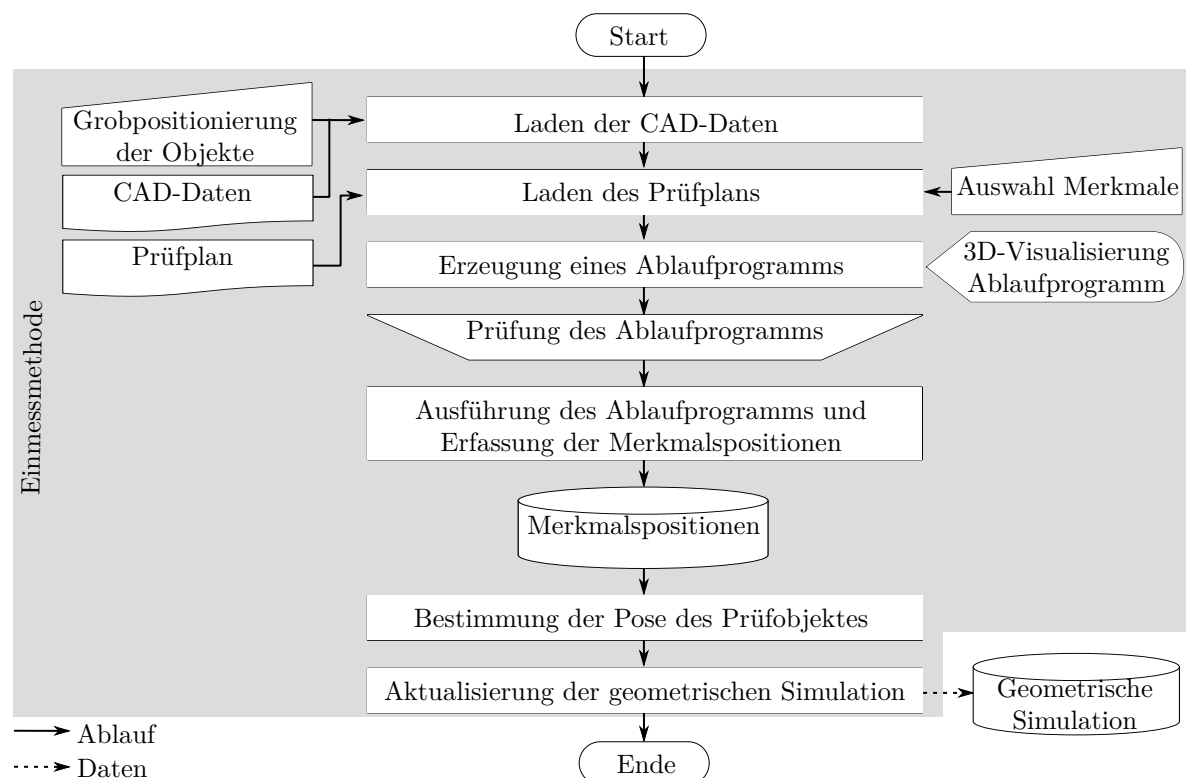 Start
Grobpositionierung
der Objekte
Laden der CAD-Daten
CAD-Daten
Laden des Prüfplans
Auswahl Merkmale
Prüfplan
Erzeugung eines Ablaufprogramms
3D-Visualisierung
Ablaufprogramm
Prüfung des Ablaufprogramms
Einmessmethode
Ausführung des Ablaufprogramms und
Erfassung der Merkmalspositionen
Merkmalspositionen
Bestimmung der Pose des Prüfobjektes
Aktualisierung der geometrischen Simulation
Geometrische
Simulation
Ablauf
Daten
Ende